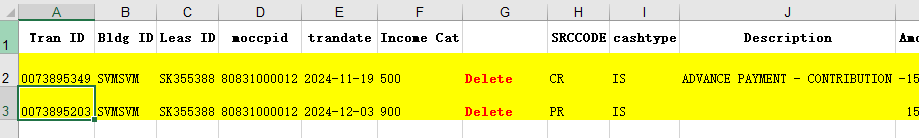 A B C D E F G H I J
1 Tran ID Bldg ID Leas ID moccpid trandate Income Cat SRCCODE cashtype Description Amo
2 0073895349 SVMSVM SK355388 80831000012 2024-11-19 500 Delete CR IS ADVANCE PAYMENT - CONTRIBUTION -15
3 0073895203 SVMSVM SK355388 80831000012 2024-12-03 900 Delete PR IS 15